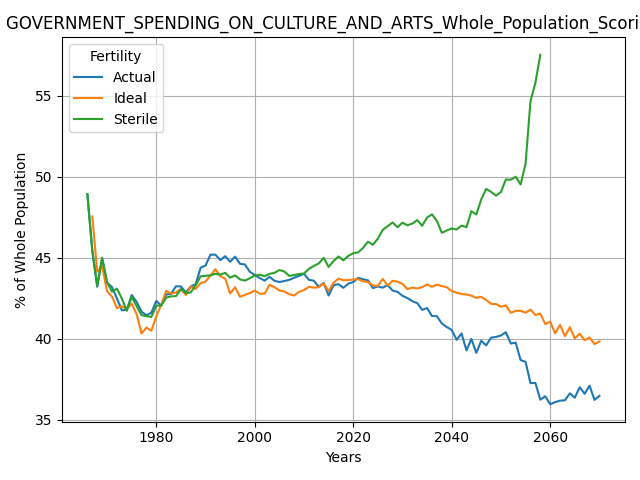 GOVERNMENT_SPENDING_ON_CULTURE_AND_ARTS_Whole_Population_Scori
Fertility
Actual
Ideal
Sterile
% of Whole Population
55
50
45
40
35
1980 2000 2020 2040 2060
Years